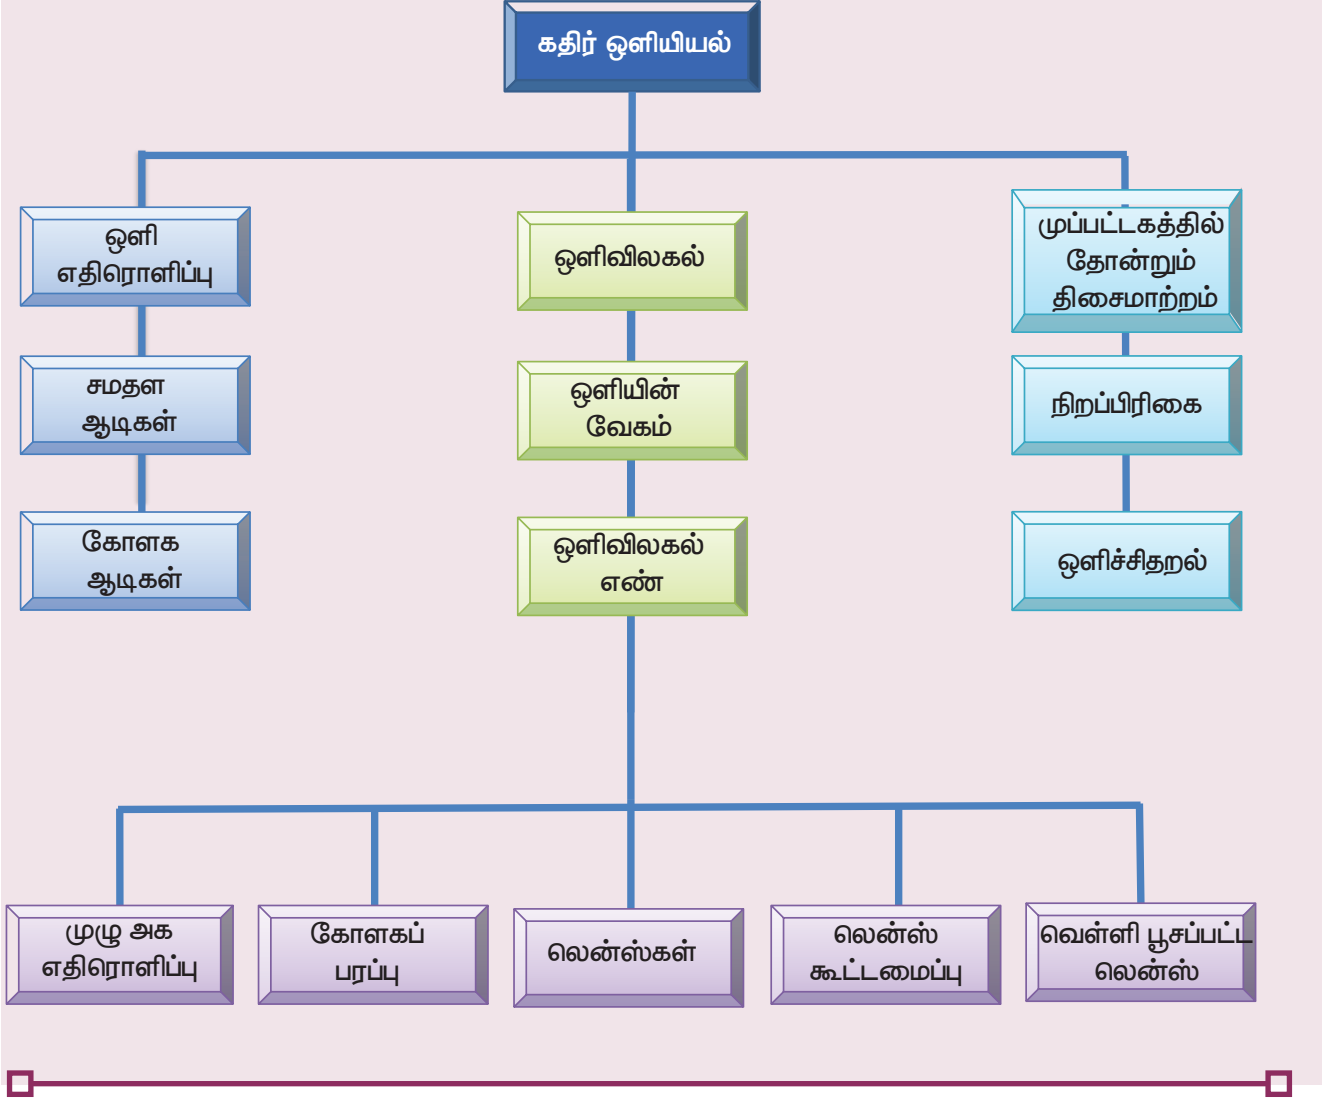 கதிர் ஒளியியல்
ஒளி
எதிரொளிப்பு
சமதள
ஆடிகள்
கோளக
ஆடிகள்
ஒளிவிலகல்
ஒளியின்
வேகம்
ஒளிவிலகல்
எண்
முப்பட்டகத்தில்
தோன்றும்
திசைமாற்றம்
நிறப்பிரிகை
ஒளிச்சிதறல்
முழு அக
எதிரொளிப்பு
கோளகப்
பரப்பு
லென்ஸ்கள்
லென்ஸ்
கூட்டமைப்பு
வெள்ளி பூசப்பட்ட
லென்ஸ்